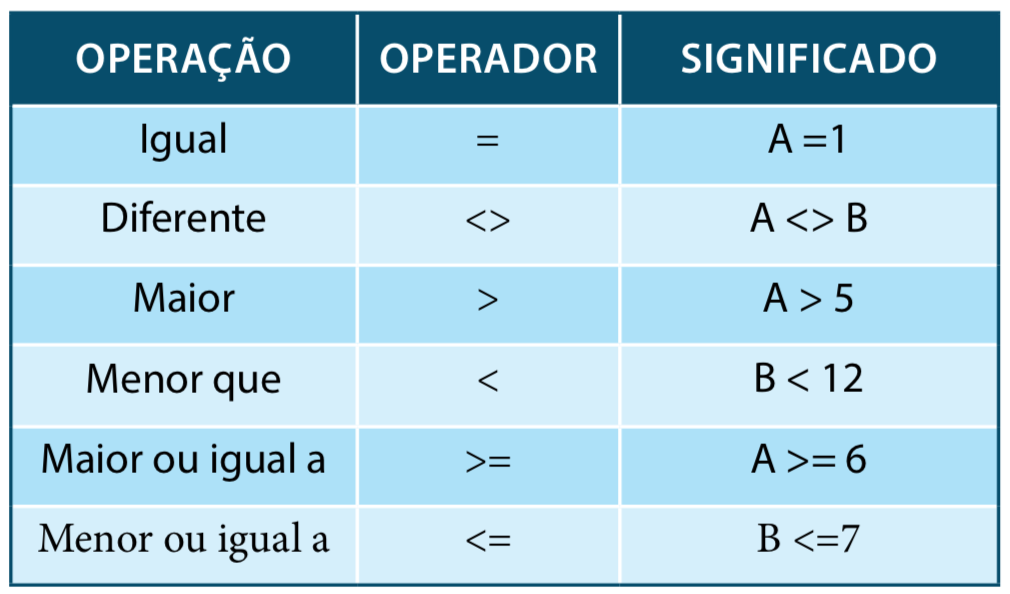 OPERAÇÃO OPERADOR SIGNIFICADO
Igual = A =1
Diferente <> A <> B
Maior > A > 5
Menor que < B < 12
Maior ou igual a >= A >= 6
Menor ou igual a <= B <=7